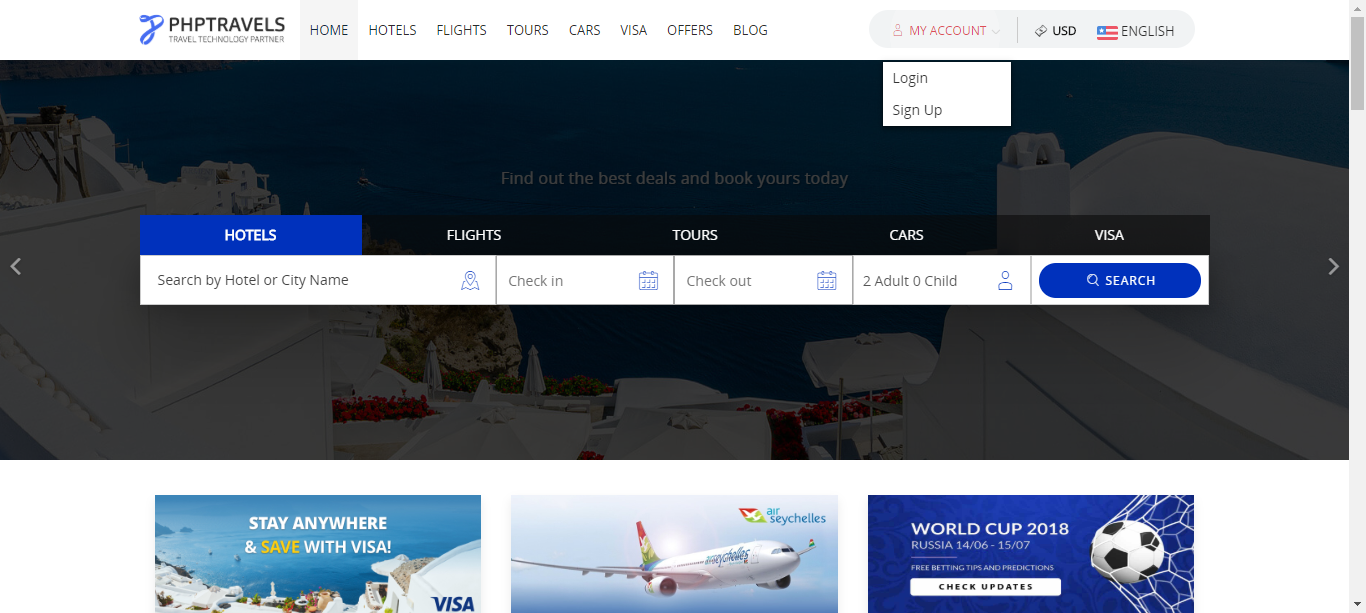 PHPTRAVELS
TRAVEL TECHNOLOGY PARTNER
HOME
HOTELS
FLIGHTS
TOURS
CARS
VISA
OFFERS
BLOG
MY ACCOUNT
USD
ENGLISH
Login
Sign Up
Find out the best deals and book yours today
HOTELS
FLIGHTS
TOURS
CARS
VISA
Search by Hotel or City Name
Check in
Check out
2 Adult 0 Child
SEARCH
STAY ANYWHERE
& SAVE WITH VISA!
VISA
air
seychelles
airseychelles
WORLD CUP 2018
RUSSIA 14/06 - 15/07
FREE BETTING TIPS AND PREDICTIONS
CHECK UPDATES